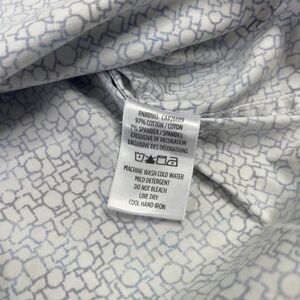 97% COTTON / COTON
3% SPANDEX / SPANDEX
EXCLUSIVE OF DECORATION
EXCLUSIVE DES DÉCORATIONS
MACHINE WASH COLD WATER
MILD DETERGENT
DO NOT BLEACH
LINE DRY
COOL HAND IRON